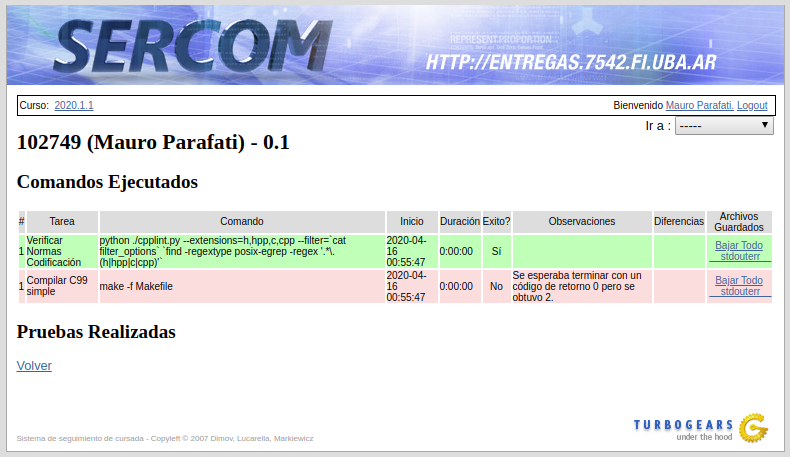 SERCOM
REPRESENT.PROPORTION
HTTP://ENTREGAS.7542.FI.UBA.AR
Curso: 2020.1.1
Bienvenido Mauro Parafati. Logout
Ir a : -----
102749 (Mauro Parafati) - 0.1
Comandos Ejecutados
# Tarea Comando Inicio Duración Exito? Observaciones Diferencias Archivos
Guardados
1 Verificar
Normas
Codificación
python ./cpplint.py --extensions=h,hpp,c,cpp --filter=`cat
filter_options` `find -regextype posix-egrep -regex '.*\.
(h|hpp|c|cpp)'`
2020-04-
16
00:55:47
0:00:00
Sí
Bajar Todo
stdouterr
1 Compilar C99
simple
make -f Makefile
2020-04-
16
00:55:47
0:00:00
No
Se esperaba terminar con un
código de retorno 0 pero se
obtuvo 2.
Bajar Todo
stdouterr
Pruebas Realizadas
Volver
TURBOGEARS
under the hood
Sistema de seguimiento de cursada - Copyleft © 2007 Dimov, Lucarella, Markiewicz